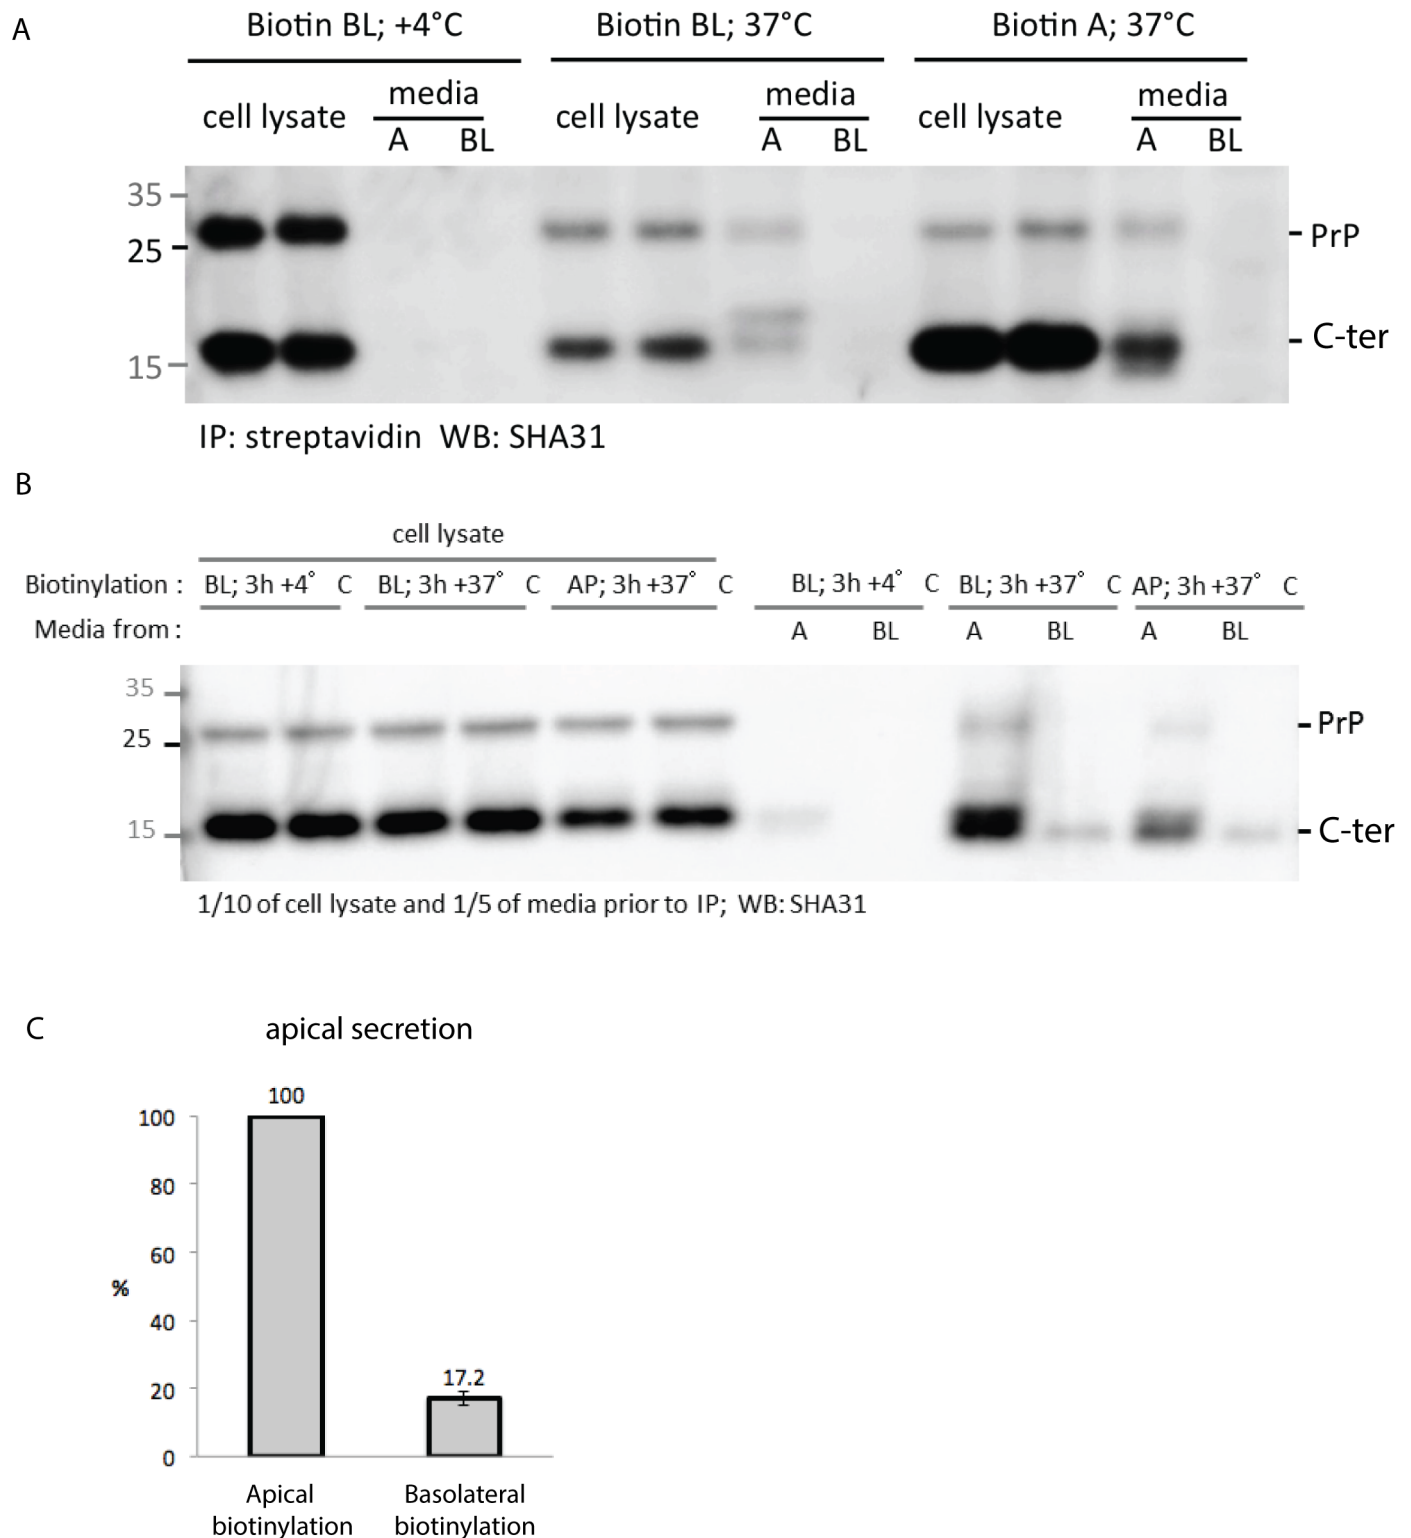 A
Biotin BL; +4°C Biotin BL; 37°C Biotin A; 37°C
media media media
cell lysate cell lysate cell lysate
A BL A BL A BL
35
25
15
PrP
C-ter
IP: streptavidin WB: SHA31
B
cell lysate
Biotinylation : BL; 3h +4° C BL; 3h +37° C AP; 3h +37° C BL; 3h +4° C BL; 3h +37° C AP; 3h +37° C
Media from : A BL A BL A BL
35
25
15
PrP
C-ter
1/10 of cell lysate and 1/5 of media prior to IP; WB: SHA31
C
apical secretion
100
100
80
60
%
40
17.2
20
0
Apical Basolateral
biotinylation biotinylation